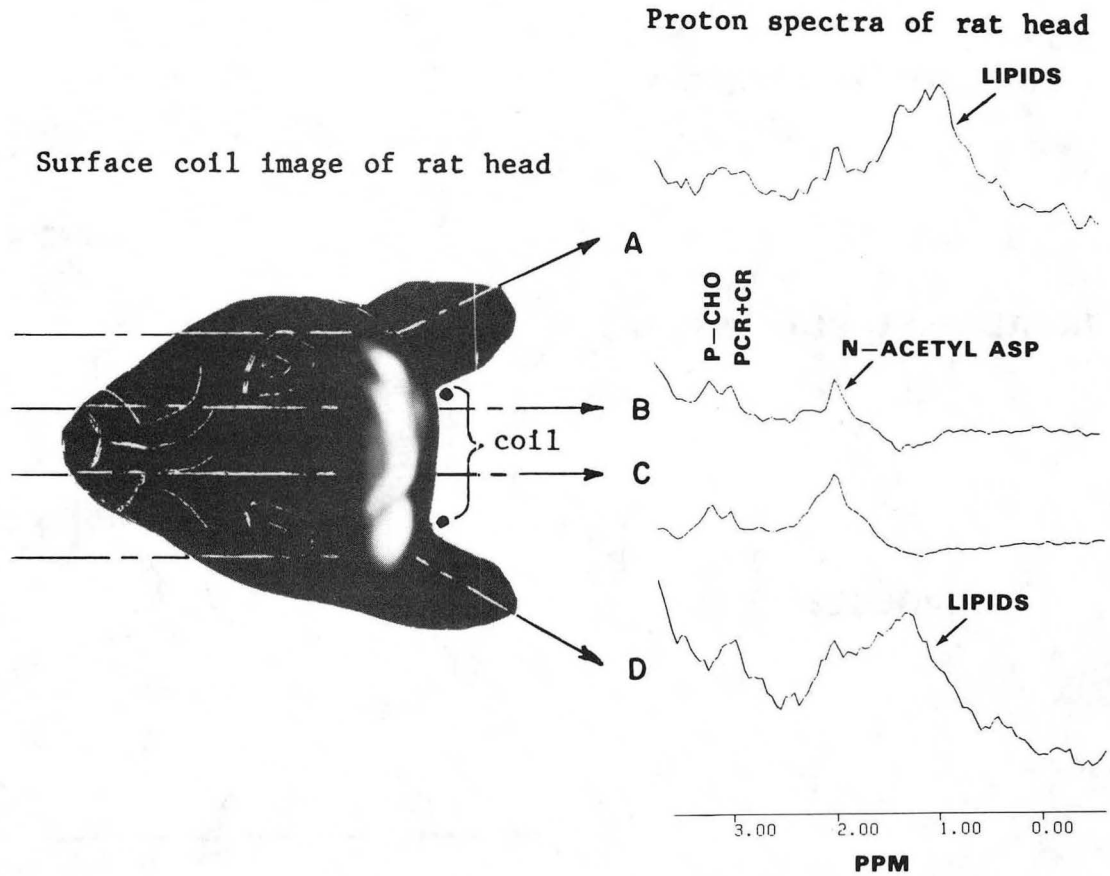 Proton spectra of rat head
LIPIDS
Surface coil image of rat head
A
P-CHO
PCR+CR
N-ACETYL ASP
B
coil
C
LIPIDS
D
3.00 2.00 1.00 0.00
PPM